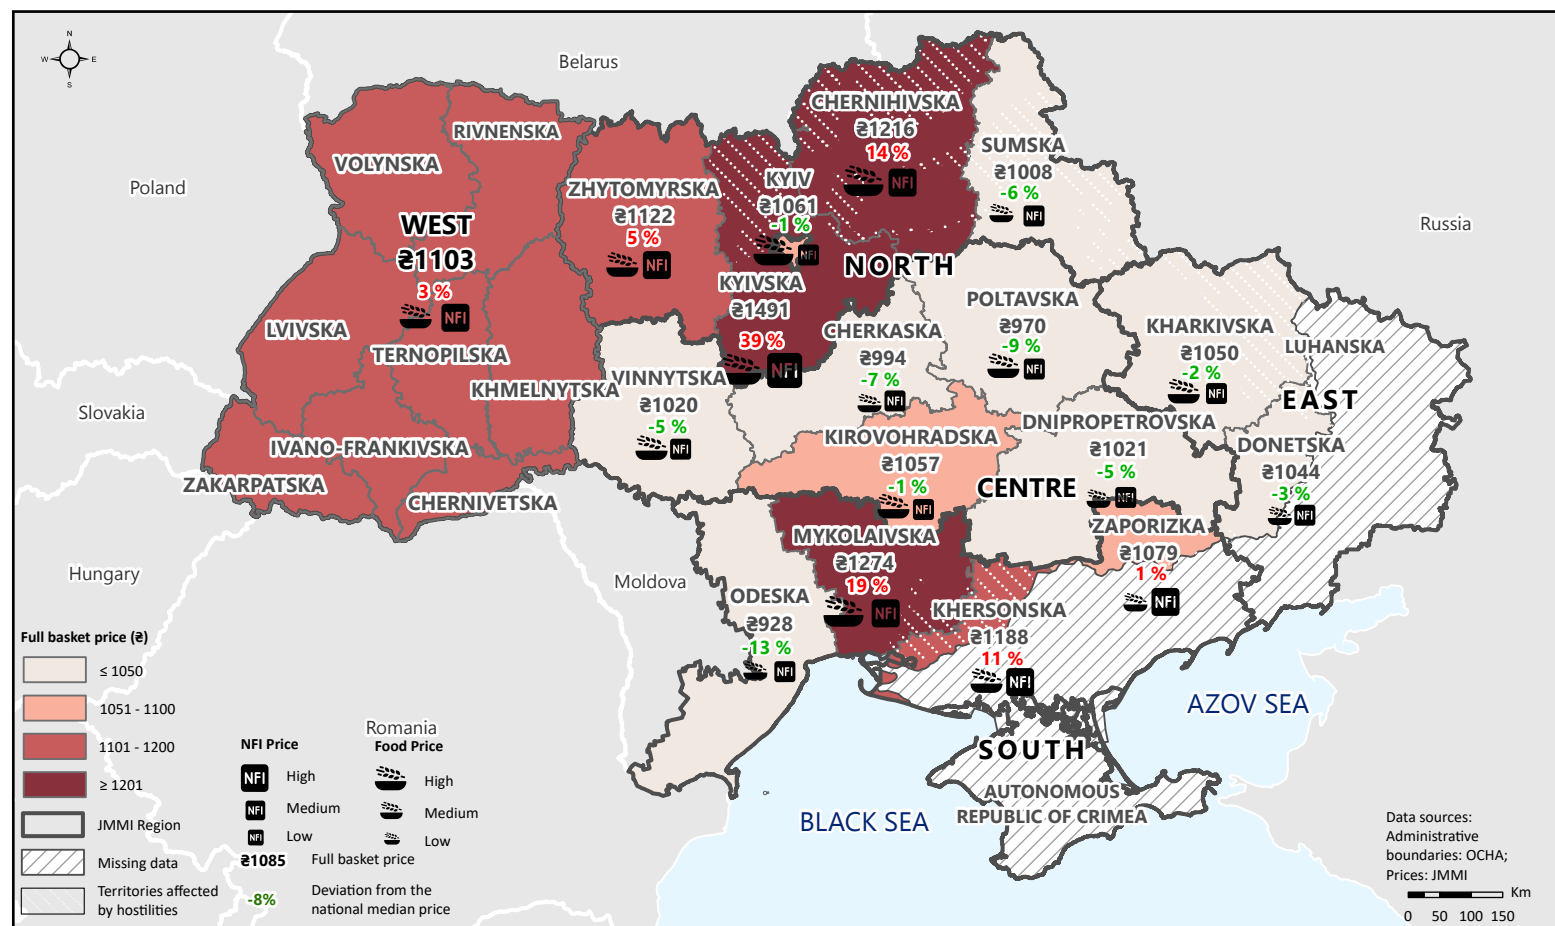 N
W
E
S
Belarus
Poland
Russia
Slovakia
Hungary
Moldova
Romania
VOLYNSKA
RIVNENSKA
WEST
₴1103
3 %
NFI
LVIVSKA
TERNOPILSKA
KHMELNYTSKA
IVANO-FRANKIVSKA
ZAKARPATSKA
CHERNIVETSKA
ZHYTOMYRSKA
₴1122
5 %
NFI
KYIV
₴1061
-1 %
NFI
CHERNIHIVSKA
₴1216
14 %
NFI
SUMSKA
₴1008
-6 %
NFI
NORTH
KYIVSKA
₴1491
39 %
NFI
VINNYTSKA
₴1020
-5 %
NFI
CHERKASKA
₴994
-7 %
NFI
POLTAVSKA
₴970
-9 %
NFI
KHARKIVSKA
₴1050
-2 %
NFI
LUHANSKA
EAST
KIROVOHRADSKA
₴1057
-1 %
NFI
CENTRE
DNIPROPETROVSKA
₴1021
-5 %
NFI
DONETSKA
₴1044
-3 %
NFI
MYKOLAIVSKA
₴1274
19 %
NFI
ZAPORIZKA
₴1079
1 %
NFI
ODESKA
₴928
-13 %
NFI
KHERSONSKA
₴1188
11 %
NFI
SOUTH
AUTONOMOUS
REPUBLIC OF CRIMEA
AZOV SEA
BLACK SEA
Full basket price (₴)
≤ 1050
1051 - 1100
1101 - 1200
≥ 1201
JMMI Region
Missing data
Territories affected
by hostilities
NFI Price
NFI High
NFI Medium
NFI Low
Food Price
High
Medium
Low
₴1085 Full basket price
-8% Deviation from the
national median price
Data sources:
Administrative
boundaries: OCHA;
Prices: JMMI
Km
0 50 100 150